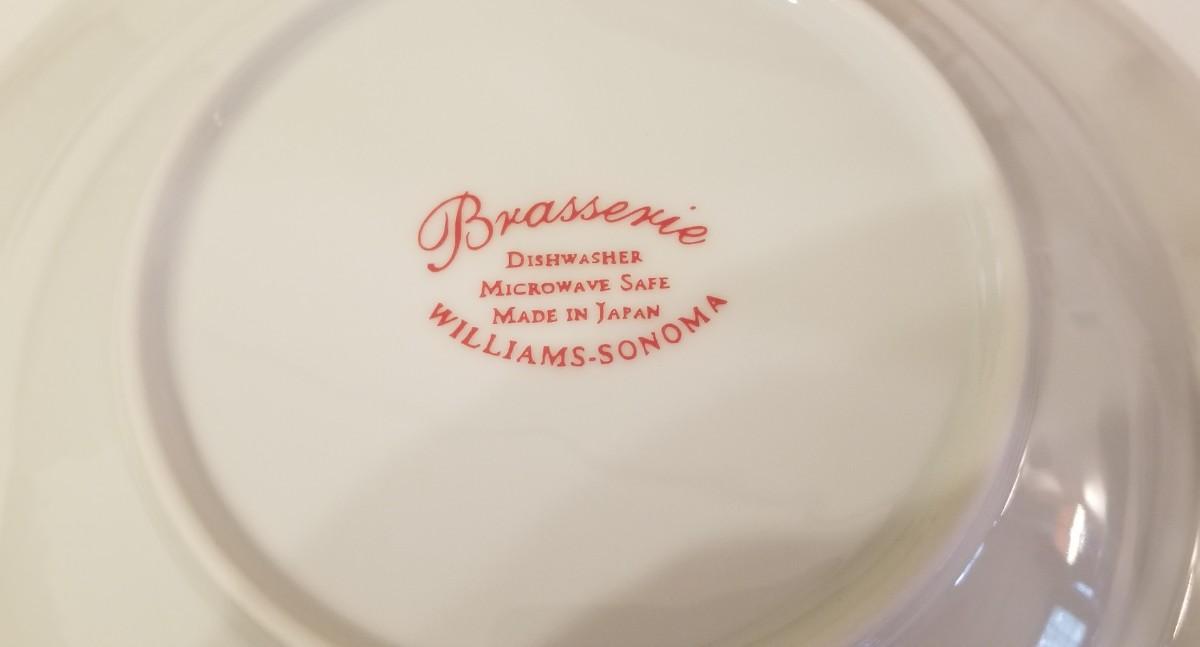 Brasserie
DISHWASHER
MICROWAVE SAFE
MADE IN JAPAN
WILLIAMS-SONOMA